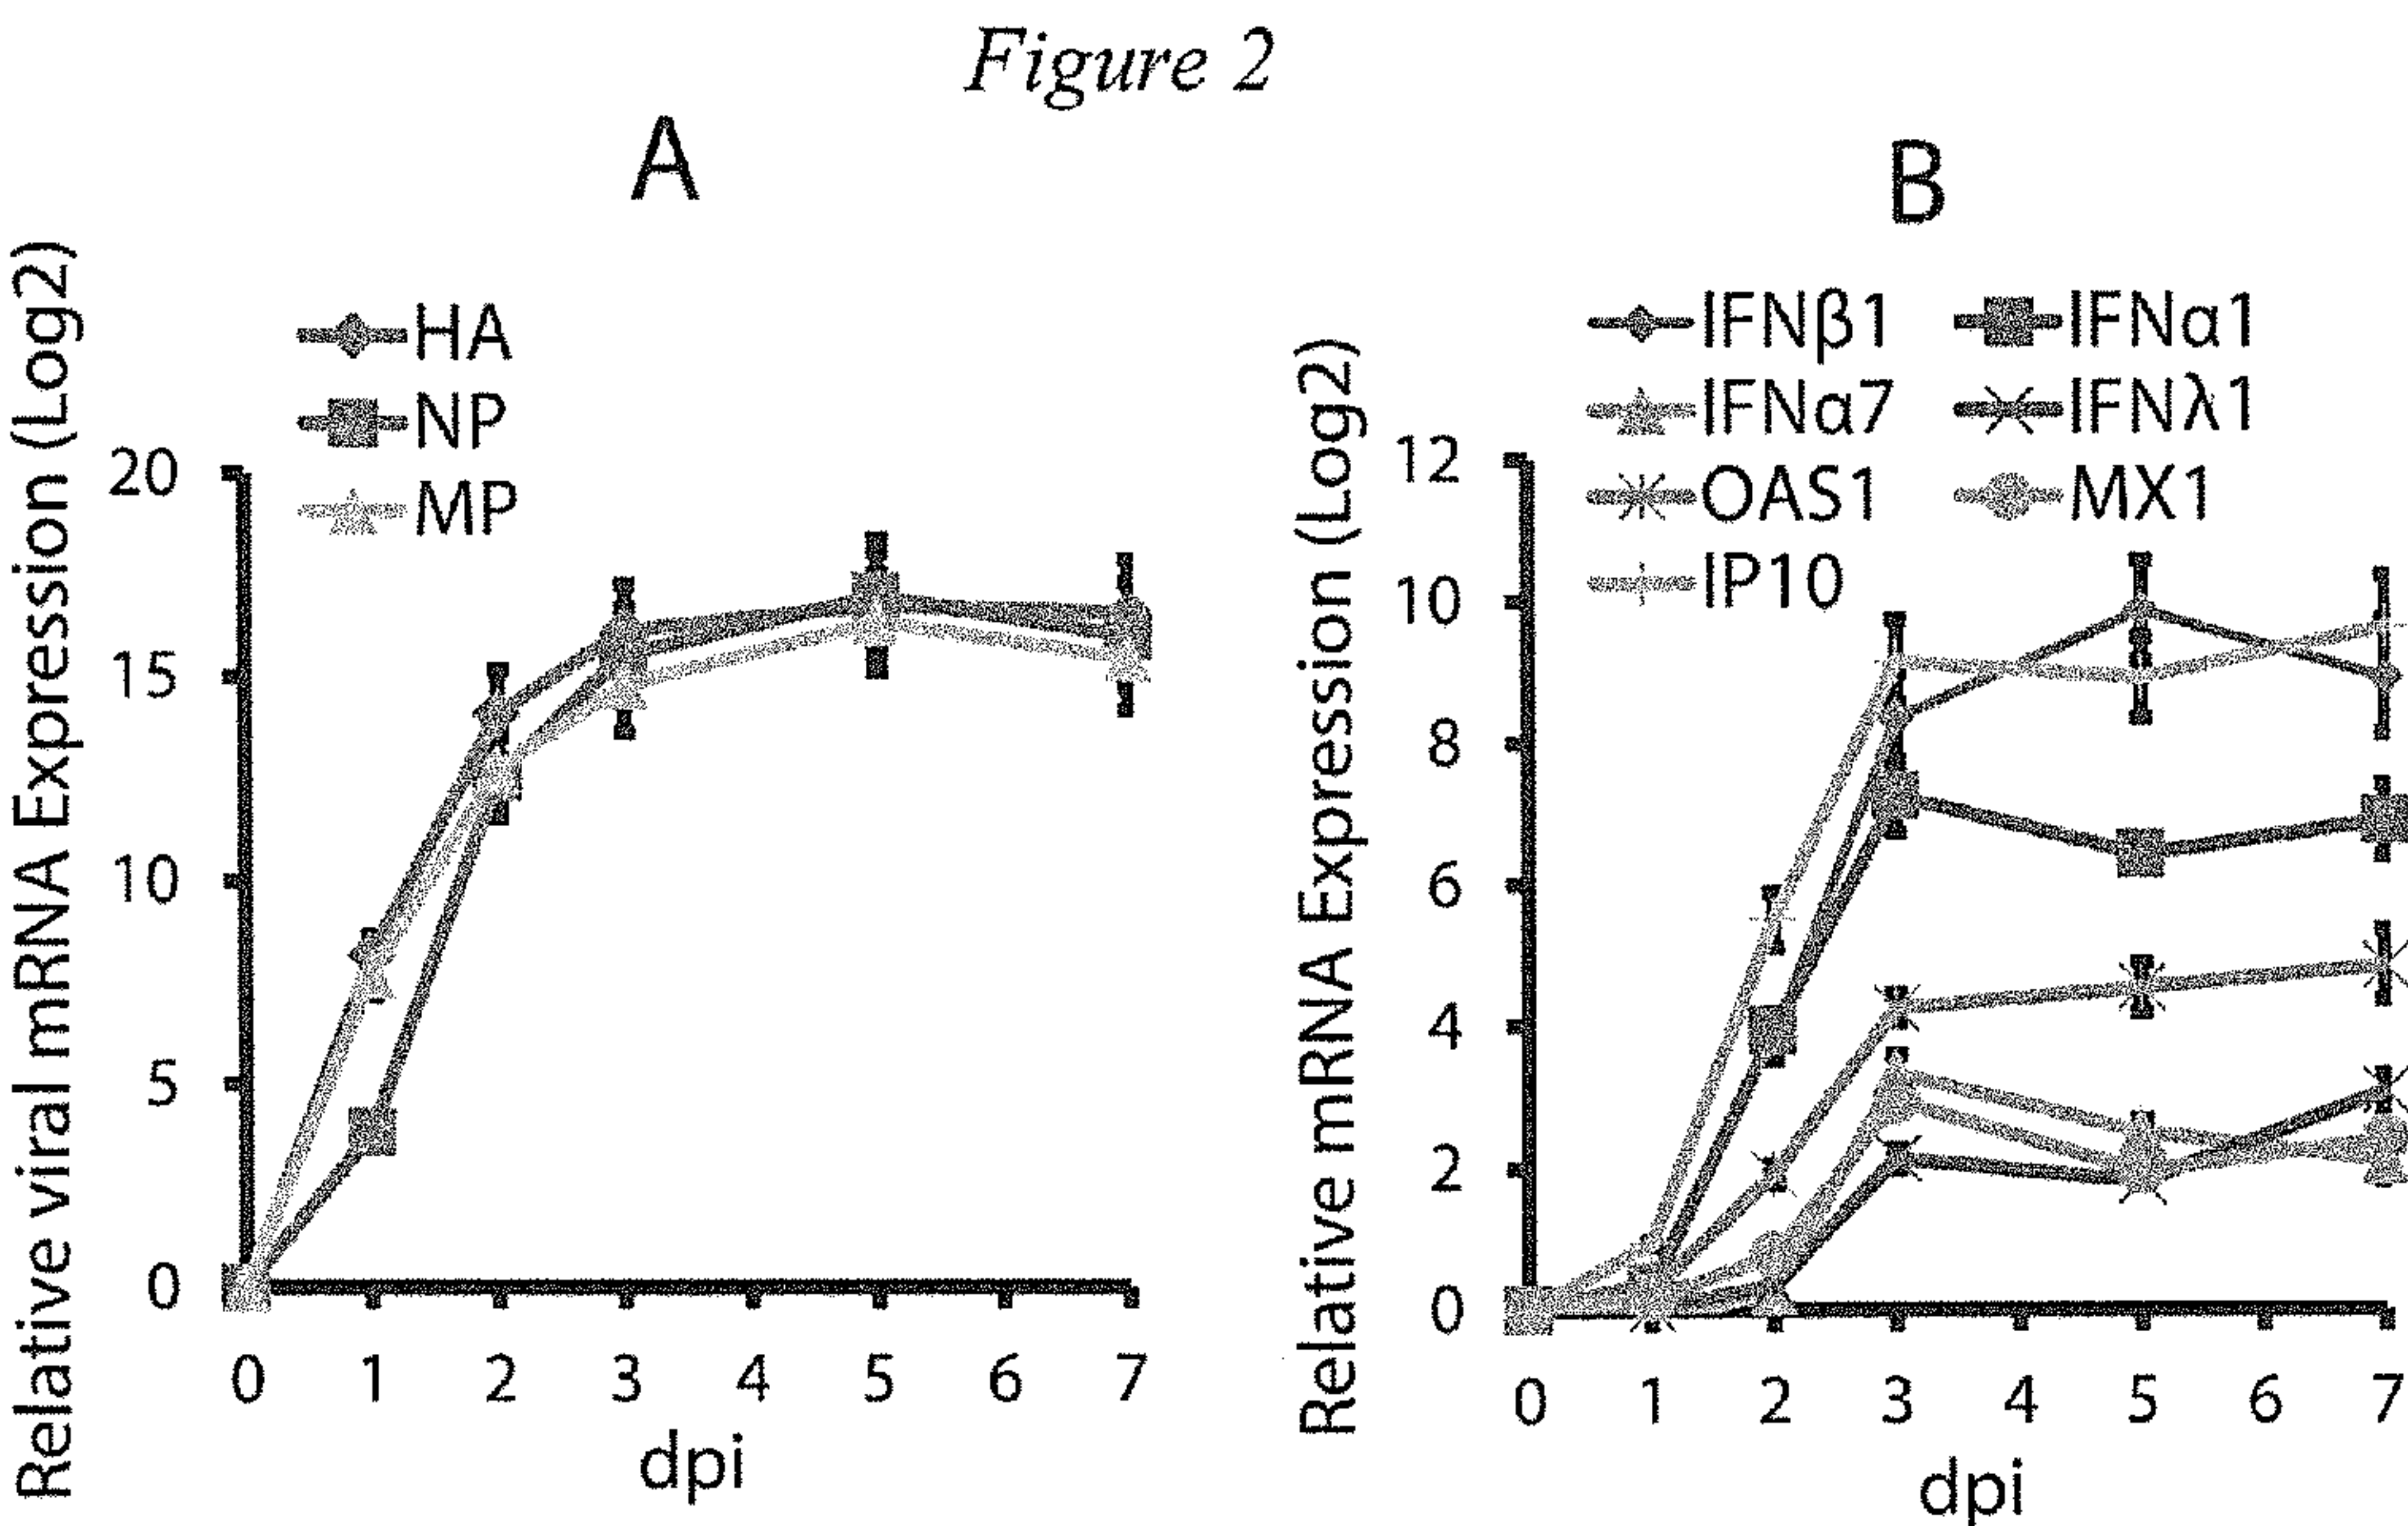 Figure 2
A
Relative viral mRNA Expression (Log2)
HA
NP
MP
20
15
10
5
0
0 1 2 3 4 5 6 7
dpi
B
Relative mRNA Expression (Log2)
IFNβ1 IFNα1
IFNα7 IFNλ1
OAS1 MX1
IP10
12
10
8
6
4
2
0
0 1 2 3 4 5 6 7
dpi